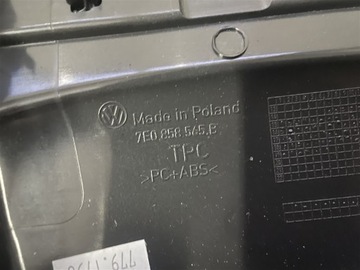 Made in Poland
7E0 858 565.B
TPC
>PC+ABS<